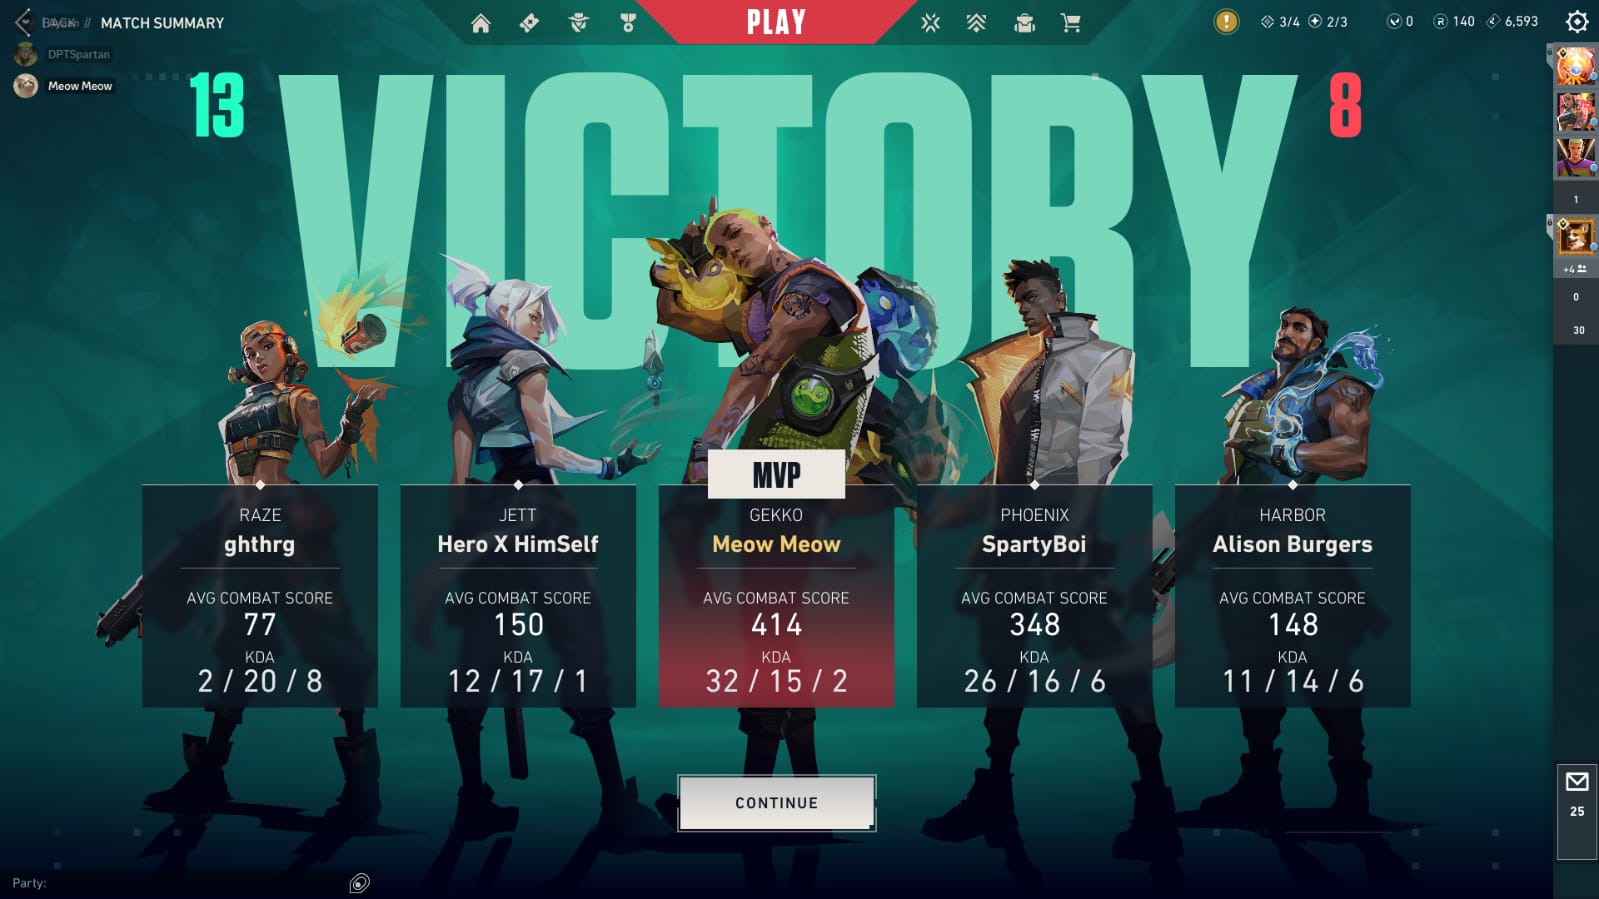 BACK // MATCH SUMMARY
PLAY
3/4 2/3 0 R 140 6,593
DPTSpartan
Meow Meow
13 VICTORY 8
1
+4
0
30
MVP
RAZE
ghthrg
AVG COMBAT SCORE
77
KDA
2 / 20 / 8
JETT
Hero X HimSelf
AVG COMBAT SCORE
150
KDA
12 / 17 / 1
GEKKO
Meow Meow
AVG COMBAT SCORE
414
KDA
32 / 15 / 2
PHOENIX
SpartyBoi
AVG COMBAT SCORE
348
KDA
26 / 16 / 6
HARBOR
Alison Burgers
AVG COMBAT SCORE
148
KDA
11 / 14 / 6
CONTINUE
25
Party: